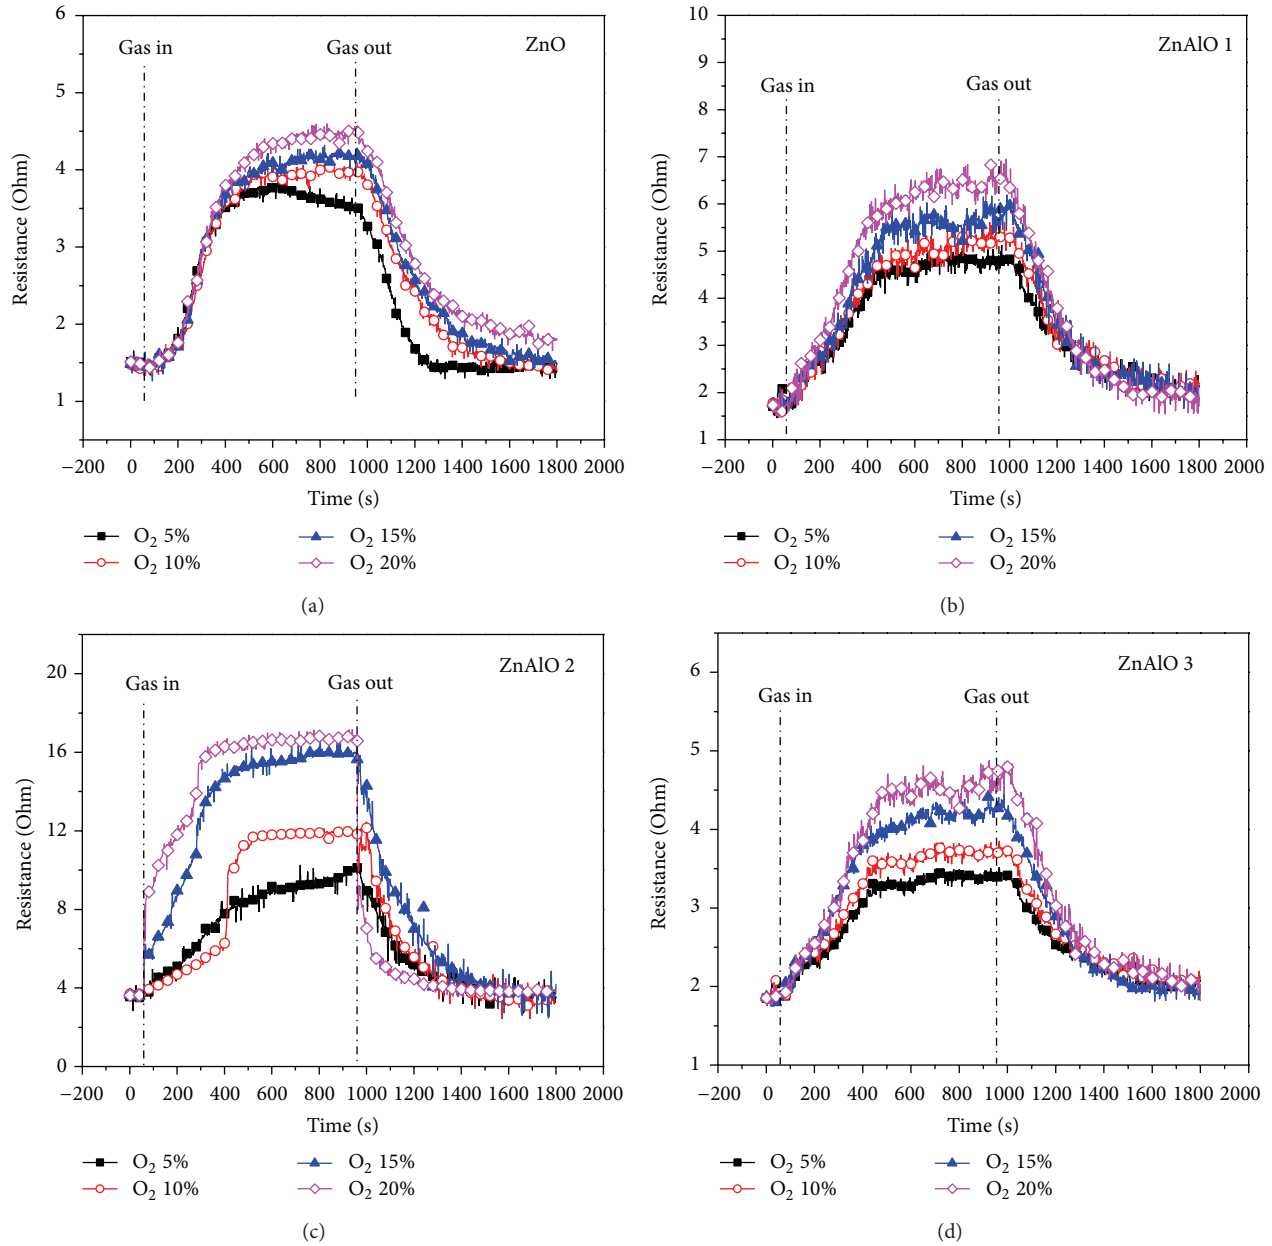 6
5
4
3
2
1
Resistance (Ohm)
Gas in
Gas out
ZnO
−200 0 200 400 600 800 1000 1200 1400 1600 1800 2000
Time (s)
O2 5%
O2 15%
O2 10%
O2 20%
(a)
10
9
8
7
6
5
4
3
2
1
Resistance (Ohm)
Gas in
Gas out
ZnAlO 1
−200 0 200 400 600 800 1000 1200 1400 1600 1800 2000
Time (s)
O2 5%
O2 15%
O2 10%
O2 20%
(b)
20
16
12
8
4
0
Resistance (Ohm)
Gas in
Gas out
ZnAlO 2
−200 0 200 400 600 800 1000 1200 1400 1600 1800 2000
Time (s)
O2 5%
O2 15%
O2 10%
O2 20%
(c)
6
5
4
3
2
1
Resistance (Ohm)
Gas in
Gas out
ZnAlO 3
−200 0 200 400 600 800 1000 1200 1400 1600 1800 2000
Time (s)
O2 5%
O2 15%
O2 10%
O2 20%
(d)